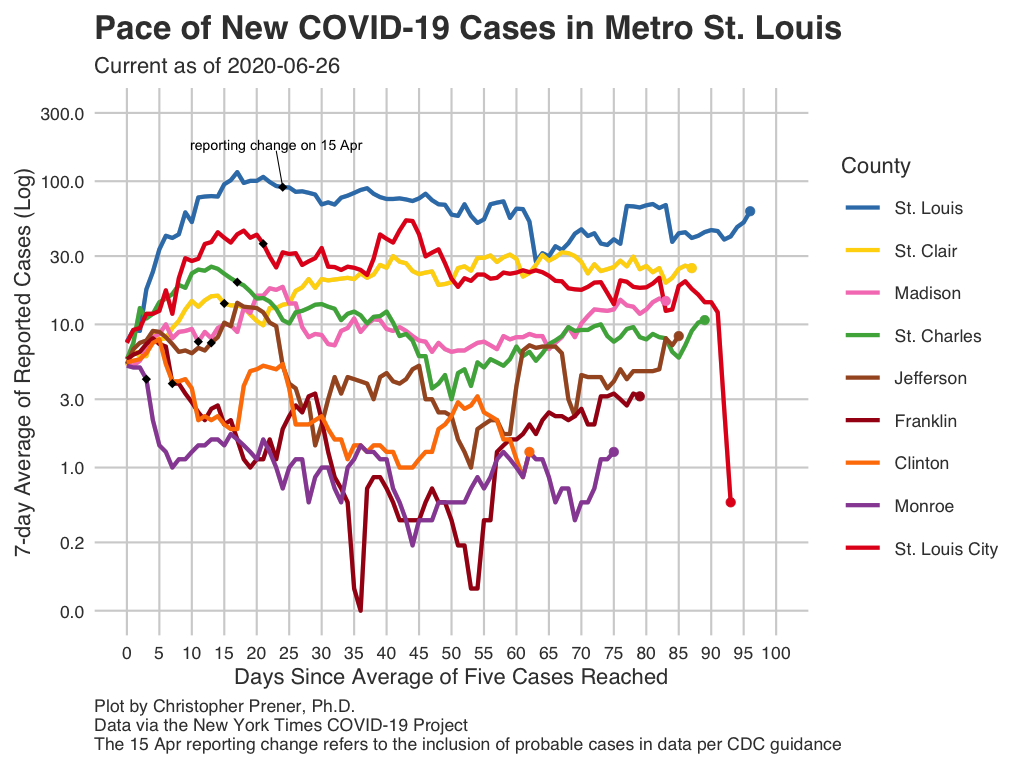 Pace of New COVID-19 Cases in Metro St. Louis
Current as of 2020-06-26
7-day Average of Reported Cases (Log)
300.0
100.0
30.0
10.0
3.0
1.0
0.2
0.0
reporting change on 15 Apr
0 5 10 15 20 25 30 35 40 45 50 55 60 65 70 75 80 85 90 95 100
Days Since Average of Five Cases Reached
County
St. Louis
St. Clair
Madison
St. Charles
Jefferson
Franklin
Clinton
Monroe
St. Louis City
Plot by Christopher Prener, Ph.D.
Data via the New York Times COVID-19 Project
The 15 Apr reporting change refers to the inclusion of probable cases in data per CDC guidance